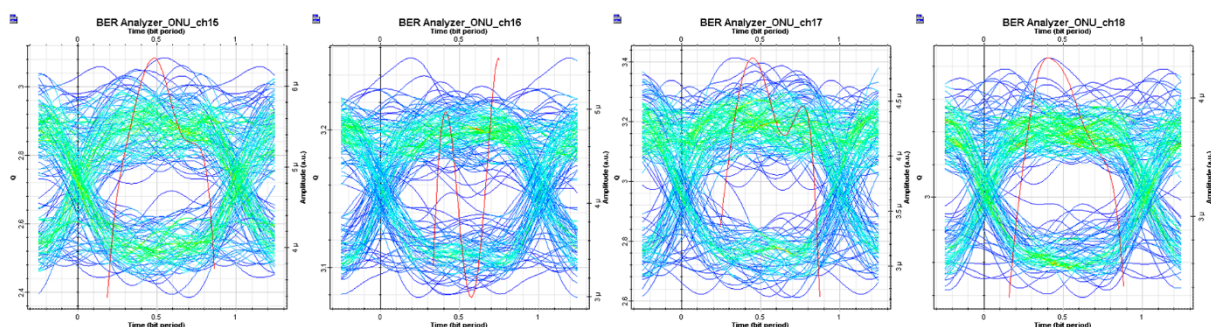 BER Analyzer_ONU_ch15
Time (bit period)
0
0.5
1
Q
3
2.8
2.6
2.4
Amplitude (a.u.)
6 µ
5 µ
4 µ
0
0.5
1
Time (bit period)
BER Analyzer_ONU_ch16
Time (bit period)
0
0.5
1
Q
3.2
3.1
Amplitude (a.u.)
5 µ
4 µ
3 µ
0
0.5
1
Time (bit period)
BER Analyzer_ONU_ch17
Time (bit period)
0
0.5
1
Q
3.4
3.2
3
2.8
2.6
Amplitude (a.u.)
4.5 µ
4 µ
3.5 µ
3 µ
0
0.5
1
Time (bit period)
BER Analyzer_ONU_ch18
Time (bit period)
0
0.5
1
Q
3
Amplitude (a.u.)
4 µ
3 µ
0
0.5
1
Time (bit period)